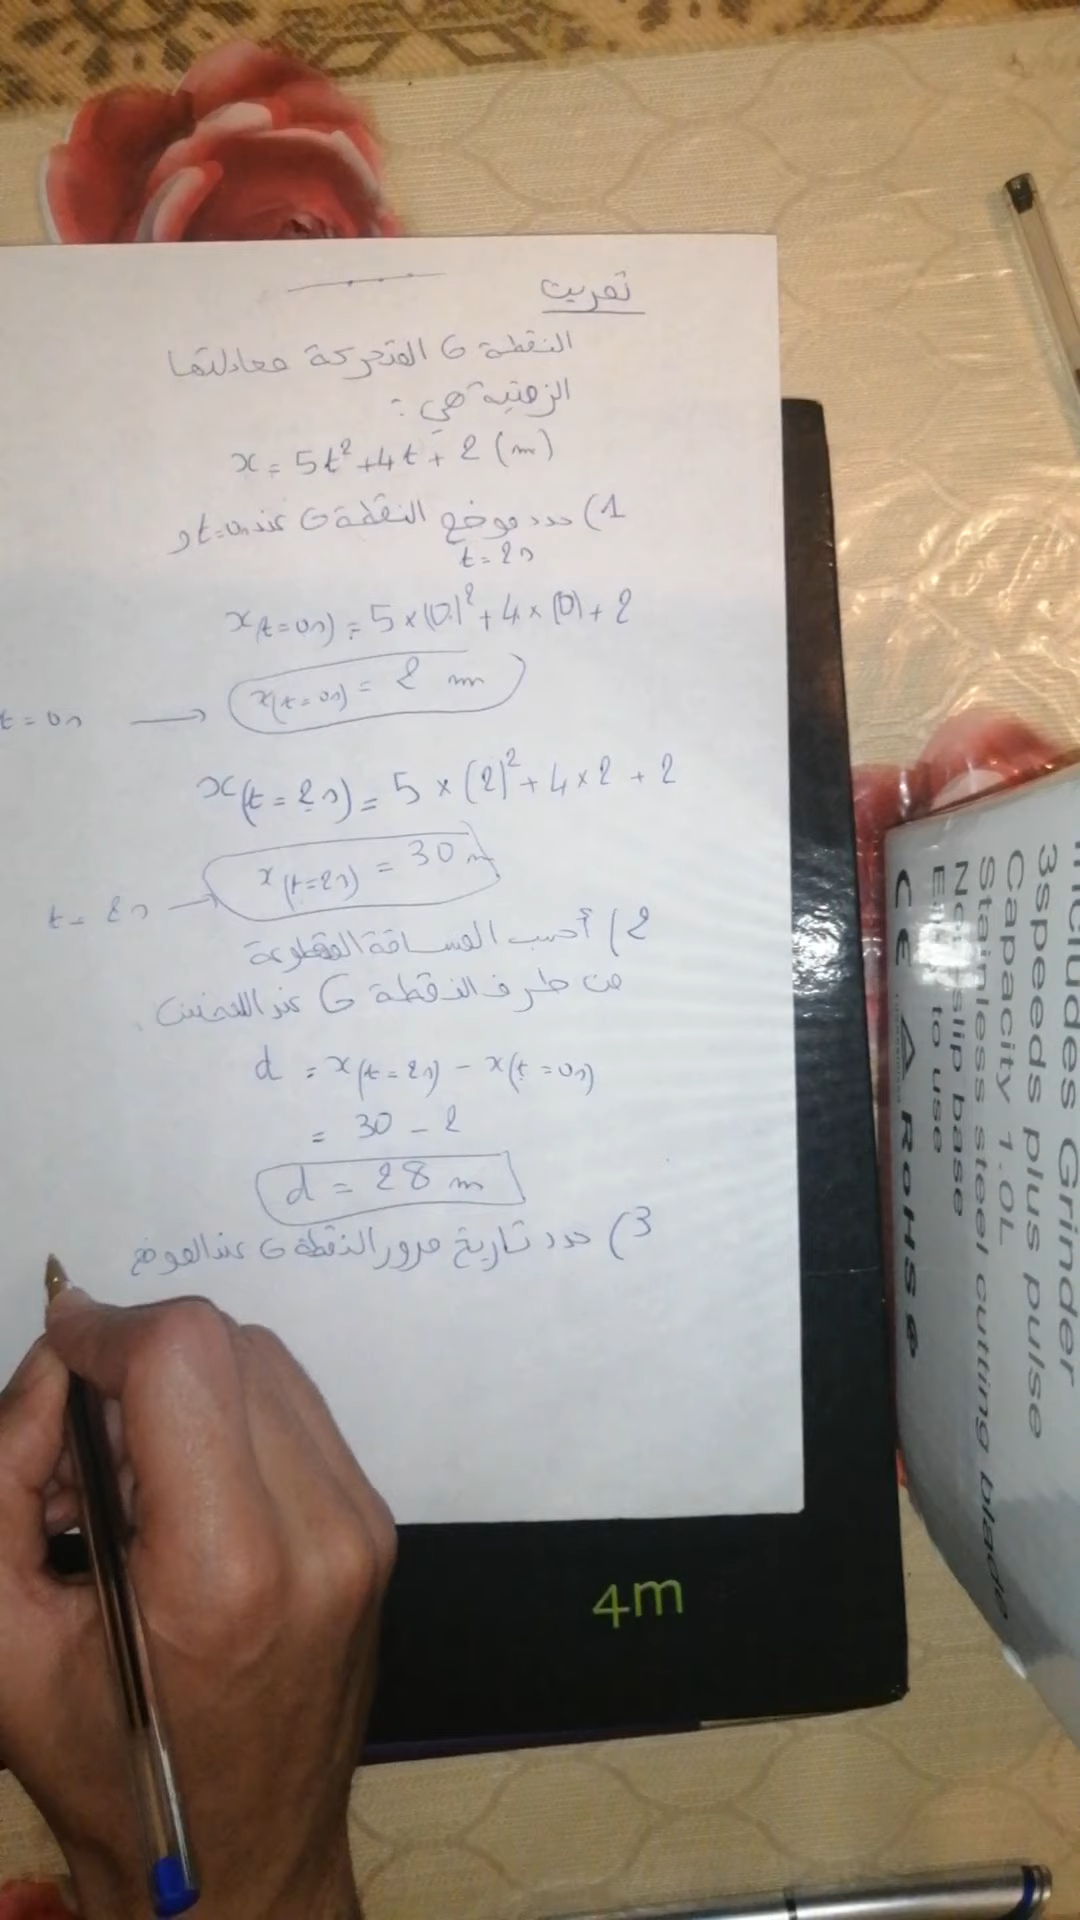 تمرين
النقطة G المتحركة معادلتها
الزمنية هي :
x = 5t² + 4t + 2 (m)
1) حدد موضع النقطة G عند t=0s و
t = 2s
x(t=0s) = 5×(0)² + 4×(0) + 2
t = 0s → x(t=0s) = 2 m
x(t=2s) = 5×(2)² + 4×2 + 2
t = 2s → x(t=2s) = 30 m
2) أحسب المسافة المقطوعة
من طرف النقطة G عند اللحظتين .
d = x(t=2s) - x(t=0s)
= 30 - 2
d = 28 m
3) حدد تاريخ مرور النقطة G عند الموضع
4m
Includes Grinder
3speeds plus pulse
Capacity 1.0L
Stainless steel cutting blade
slip base
to use
CE RoHS